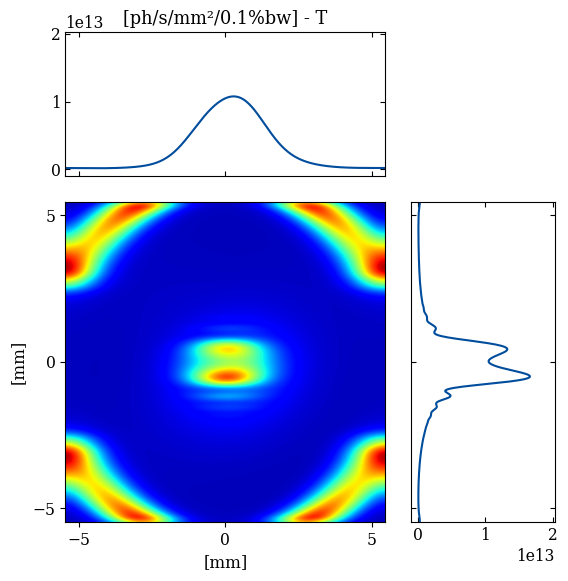 1e13 [ph/s/mm²/0.1%bw] - T
2
1
0
5
0
−5
[mm]
−5 0 5
[mm]
0 1 2
1e13